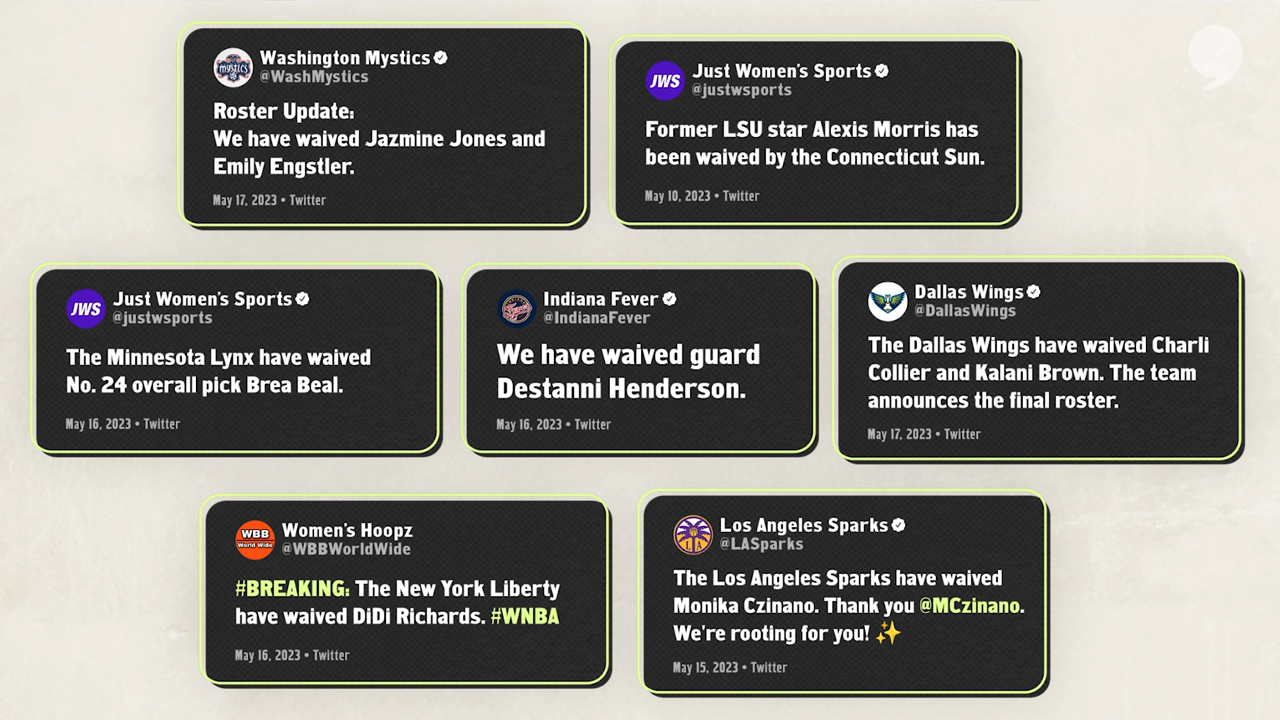 Washington Mystics
@WashMystics
Roster Update:
We have waived Jazmine Jones and
Emily Engstler.
May 17, 2023 • Twitter
JWS
Just Women's Sports
@justwsports
Former LSU star Alexis Morris has
been waived by the Connecticut Sun.
May 10, 2023 • Twitter
JWS
Just Women's Sports
@justwsports
The Minnesota Lynx have waived
No. 24 overall pick Brea Beal.
May 16, 2023 • Twitter
Indiana Fever
@IndianaFever
We have waived guard
Destanni Henderson.
May 16, 2023 • Twitter
Dallas Wings
@DallasWings
The Dallas Wings have waived Charli
Collier and Kalani Brown. The team
announces the final roster.
May 17, 2023 • Twitter
WBB
World Wide
Women's Hoopz
@WBBWorldWide
#BREAKING: The New York Liberty
have waived DiDi Richards. #WNBA
May 16, 2023 • Twitter
Los Angeles Sparks
@LASparks
The Los Angeles Sparks have waived
Monika Czinano. Thank you @MCzinano.
We're rooting for you! ✨
May 15, 2023 • Twitter